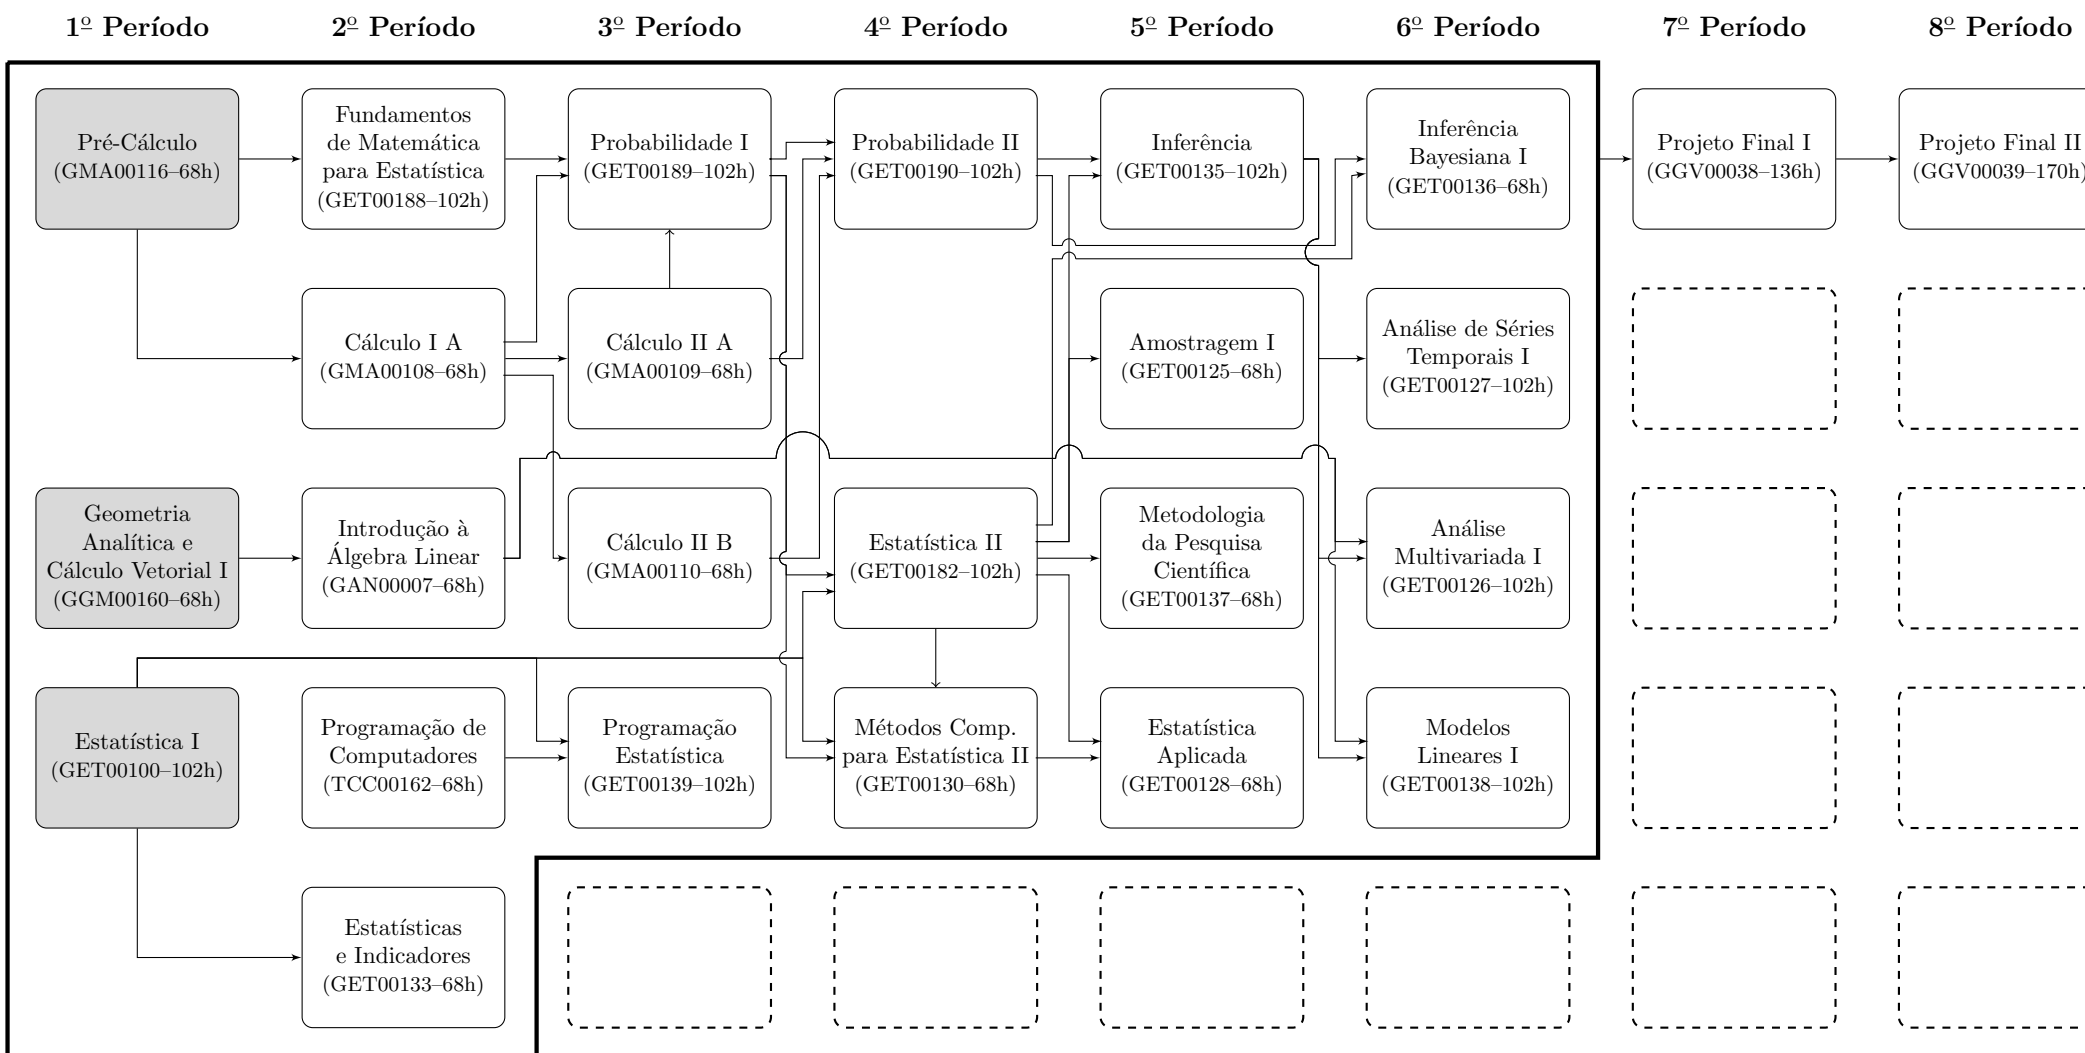 1º Período
2º Período
3º Período
4º Período
5º Período
6º Período
7º Período
8º Período
Pré-Cálculo
(GMA00116–68h)
Fundamentos
de Matemática
para Estatística
(GET00188–102h)
Probabilidade I
(GET00189–102h)
Probabilidade II
(GET00190–102h)
Inferência
(GET00135–102h)
Inferência
Bayesiana I
(GET00136–68h)
Projeto Final I
(GGV00038–136h)
Projeto Final II
(GGV00039–170h)
Cálculo I A
(GMA00108–68h)
Cálculo II A
(GMA00109–68h)
Amostragem I
(GET00125–68h)
Análise de Séries
Temporais I
(GET00127–102h)
Geometria
Analítica e
Cálculo Vetorial I
(GGM00160–68h)
Introdução à
Álgebra Linear
(GAN00007–68h)
Cálculo II B
(GMA00110–68h)
Estatística II
(GET00182–102h)
Metodologia
da Pesquisa
Científica
(GET00137–68h)
Análise
Multivariada I
(GET00126–102h)
Estatística I
(GET00100–102h)
Programação de
Computadores
(TCC00162–68h)
Programação
Estatística
(GET00139–102h)
Métodos Comp.
para Estatística II
(GET00130–68h)
Estatística
Aplicada
(GET00128–68h)
Modelos
Lineares I
(GET00138–102h)
Estatísticas
e Indicadores
(GET00133–68h)